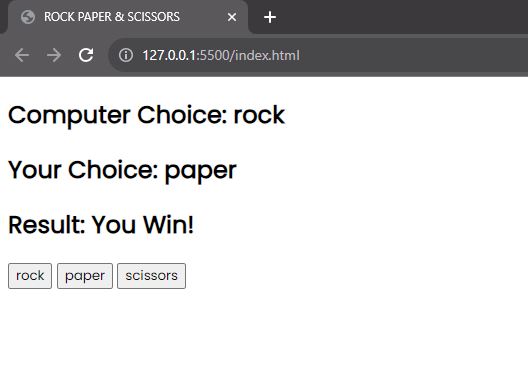 ROCK PAPER & SCISSORS
127.0.0.1:5500/index.html
Computer Choice: rock
Your Choice: paper
Result: You Win!
rock paper scissors